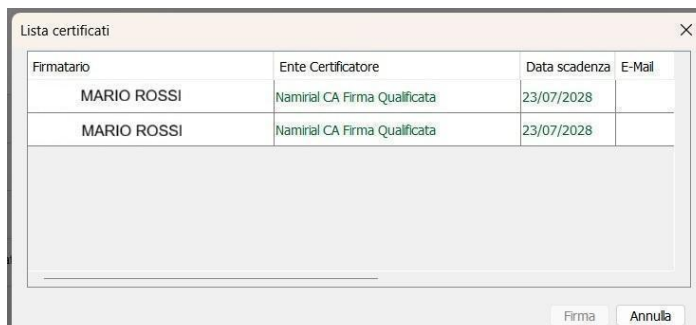 Lista certificati
Firmatario Ente Certificatore Data scadenza E-Mail
MARIO ROSSI Namirial CA Firma Qualificata 23/07/2028
MARIO ROSSI Namirial CA Firma Qualificata 23/07/2028
Firma Annulla